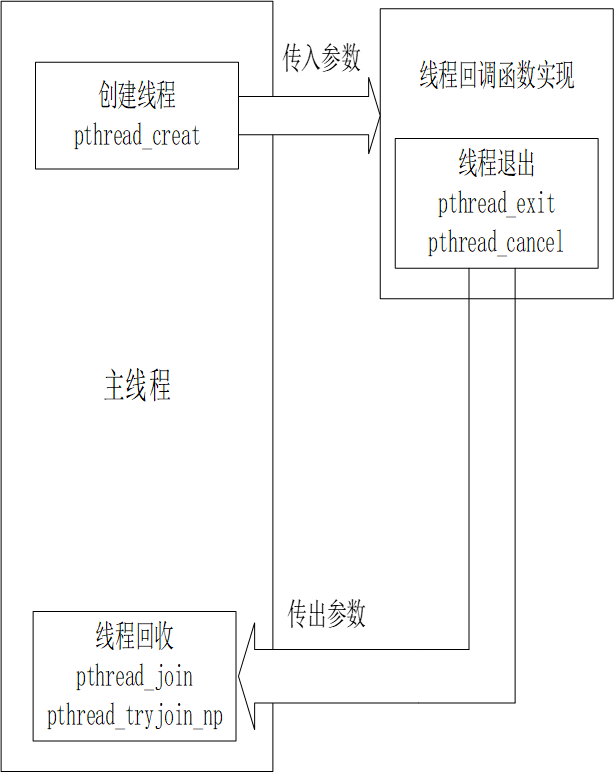 创建线程
pthread_creat
传入参数
线程回调函数实现
线程退出
pthread_exit
pthread_cancel
主线程
传出参数
线程回收
pthread_join
pthread_tryjoin_np